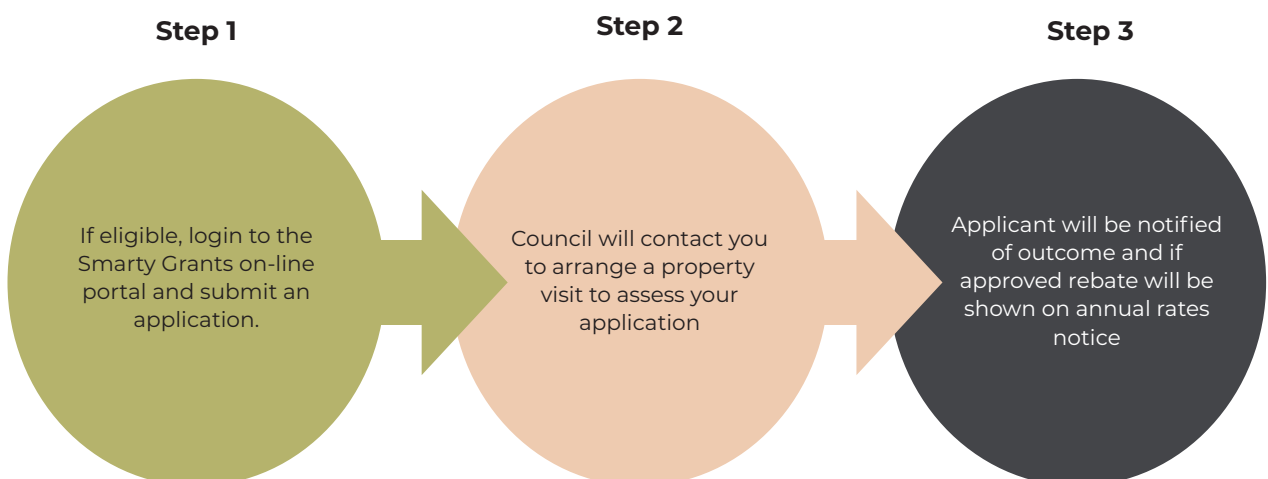 Step 1
If eligible, login to the
Smarty Grants on-line
portal and submit an
application.
Step 2
Council will contact you
to arrange a property
visit to assess your
application
Step 3
Applicant will be notified
of outcome and if
approved rebate will be
shown on annual rates
notice